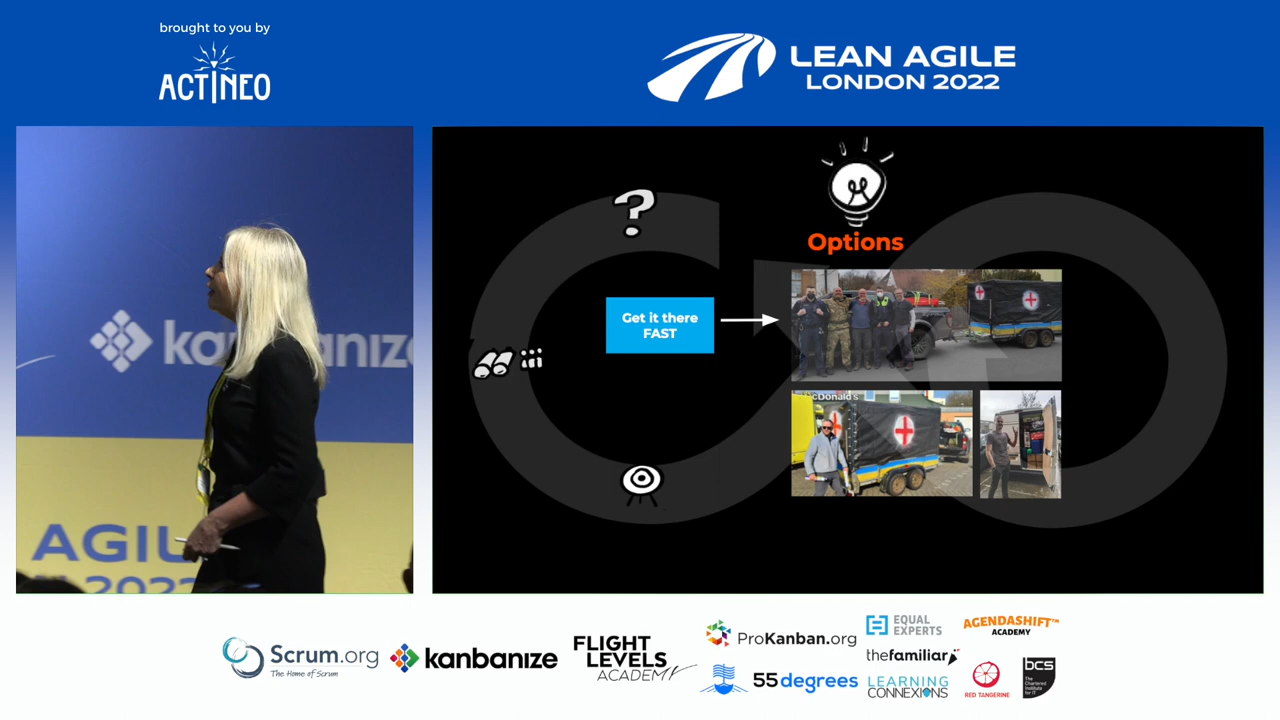 brought to you by
ACTINEO
LEAN AGILE
LONDON 2022
kanbanize
AGIL
2022
?
Options
Get it there
FAST
cDonald's
Scrum.org
The Home of Scrum
kanbanize
FLIGHT
LEVELS
ACADEMY
ProKanban.org
55degrees
EQUAL
EXPERTS
thefamiliar
LEARNING
CONNEXIONS
AGENDASHIFT™
ACADEMY
RED TANGERINE
bcs
The
Chartered
Institute
for IT